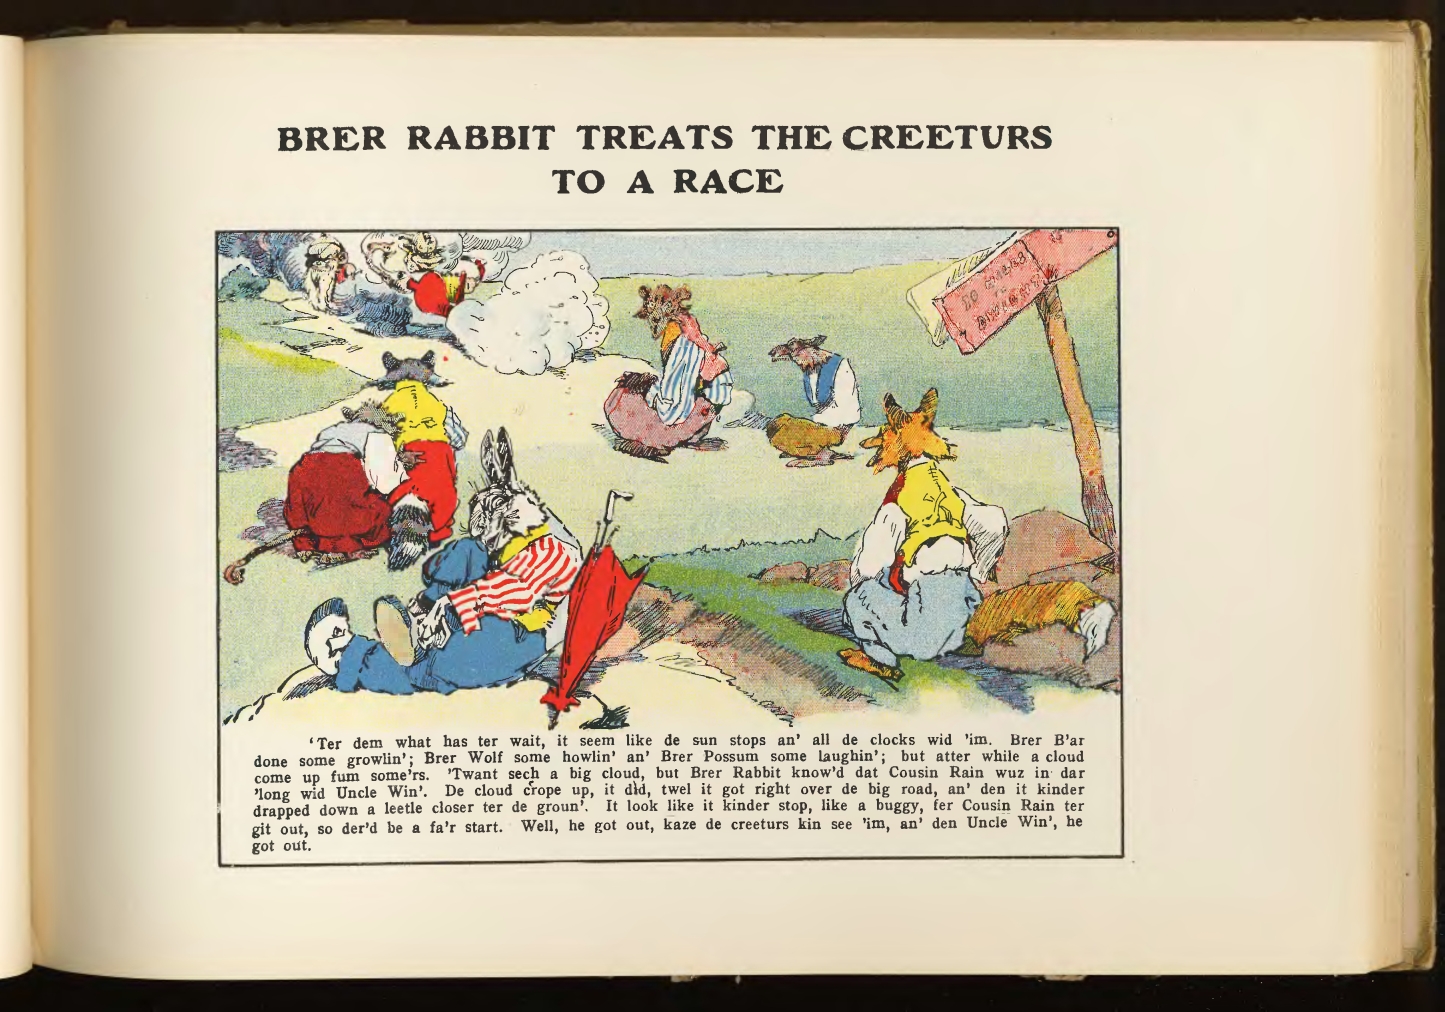 BRER RABBIT TREATS THE CREETURS
TO A RACE
'Ter dem what has ter wait, it seem like de sun stops an' all de clocks wid 'im. Brer B'ar
done some growlin'; Brer Wolf some howlin' an' Brer Possum some laughin'; but atter while a cloud
come up fum some'rs. 'Twant sech a big cloud, but Brer Rabbit know'd dat Cousin Rain wuz in dar
'long wid Uncle Win'. De cloud crope up, it did, twel it got right over de big road, an' den it kinder
drapped down a leetle closer ter de groun'. It look like it kinder stop, like a buggy, fer Cousin Rain ter
git out, so der'd be a fa'r start. Well, he got out, kaze de creeturs kin see 'im, an' den Uncle Win', he
got out.